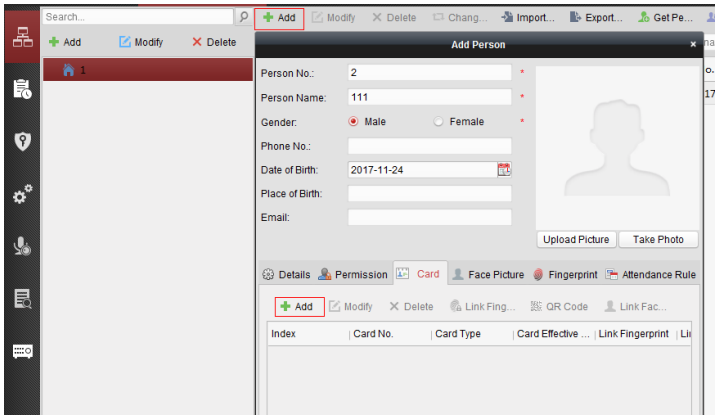 Search...
Add Modify Delete Chang... Import... Export... Get Pe...
Add Modify Delete
Add Person ×
1
Person No.: 2 *
Person Name: 111 *
Gender: Male Female *
Phone No.:
Date of Birth: 2017-11-24
Place of Birth:
Email:
Upload Picture Take Photo
Details Permission Card Face Picture Fingerprint Attendance Rule
Add Modify Delete Link Fing... QR Code Link Fac...
Index Card No. Card Type Card Effective ... Link Fingerprint
17